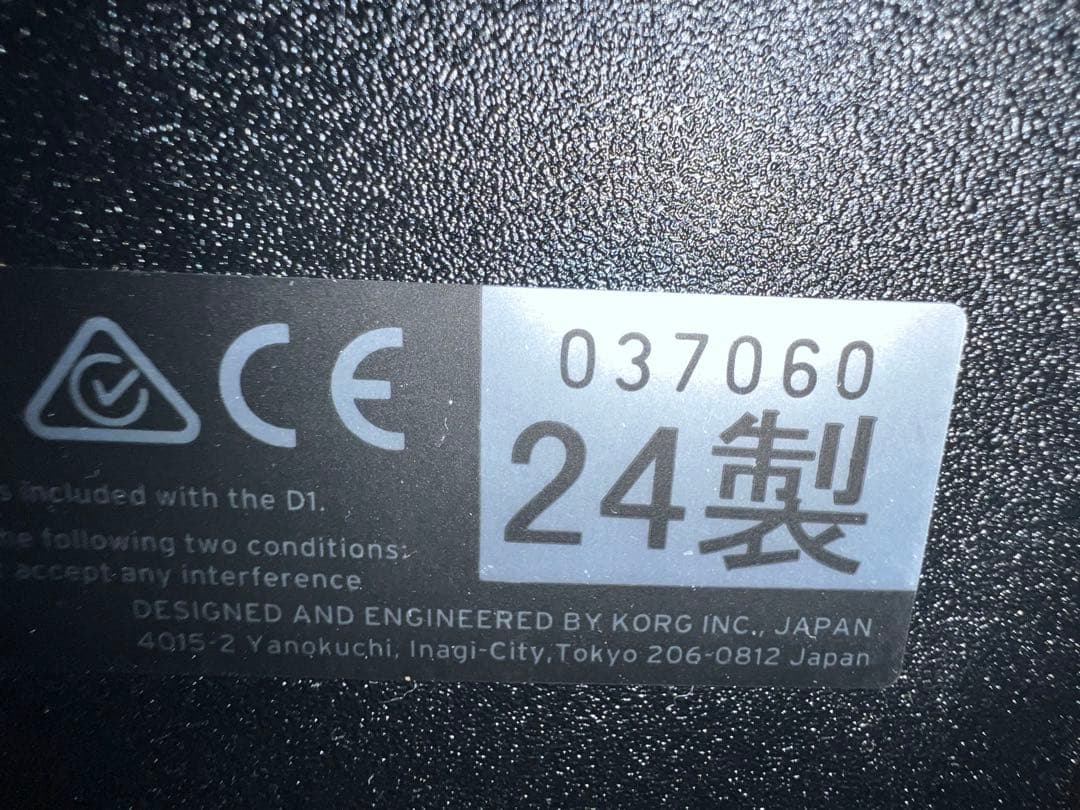 CE
037060
24製
s included with the D1.
he following two conditions:
accept any interference
DESIGNED AND ENGINEERED BY KORG INC., JAPAN
4015-2 Yanokuchi, Inagi-City, Tokyo 206-0812 Japan